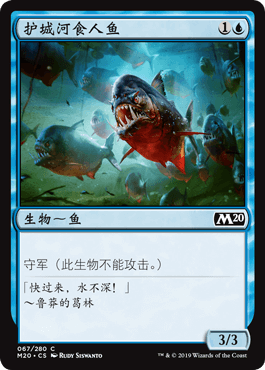 护城河食人鱼 1
生物～鱼 M20
守军（此生物不能攻击。）
「快过来，水不深！」
～鲁莽的葛林
3/3
067/280 C
M20 • CS RUDY SISWANTO ™ & © 2019 Wizards of the Coast